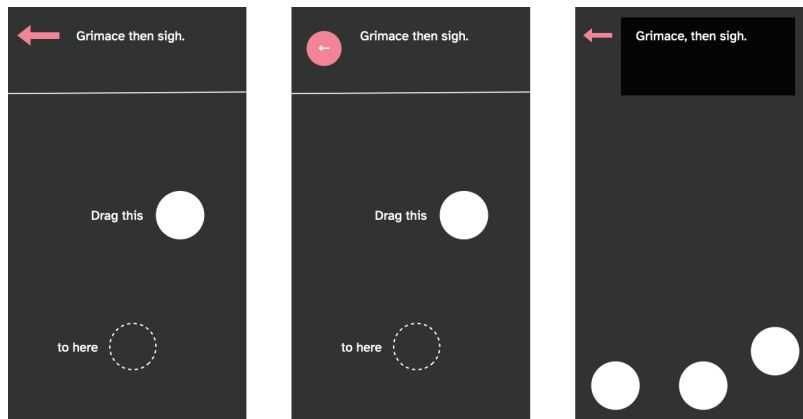 Grimace then sigh.
Drag this
to here
Grimace then sigh.
Drag this
to here
Grimace, then sigh.